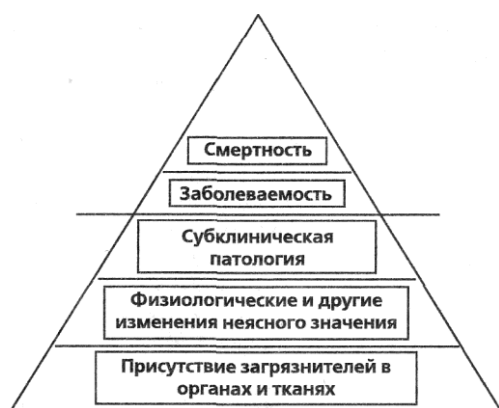 Смертность
Заболеваемость
Субклиническая
патология
Физиологические и другие
изменения неясного значения
Присутствие загрязнителей в
органах и тканях